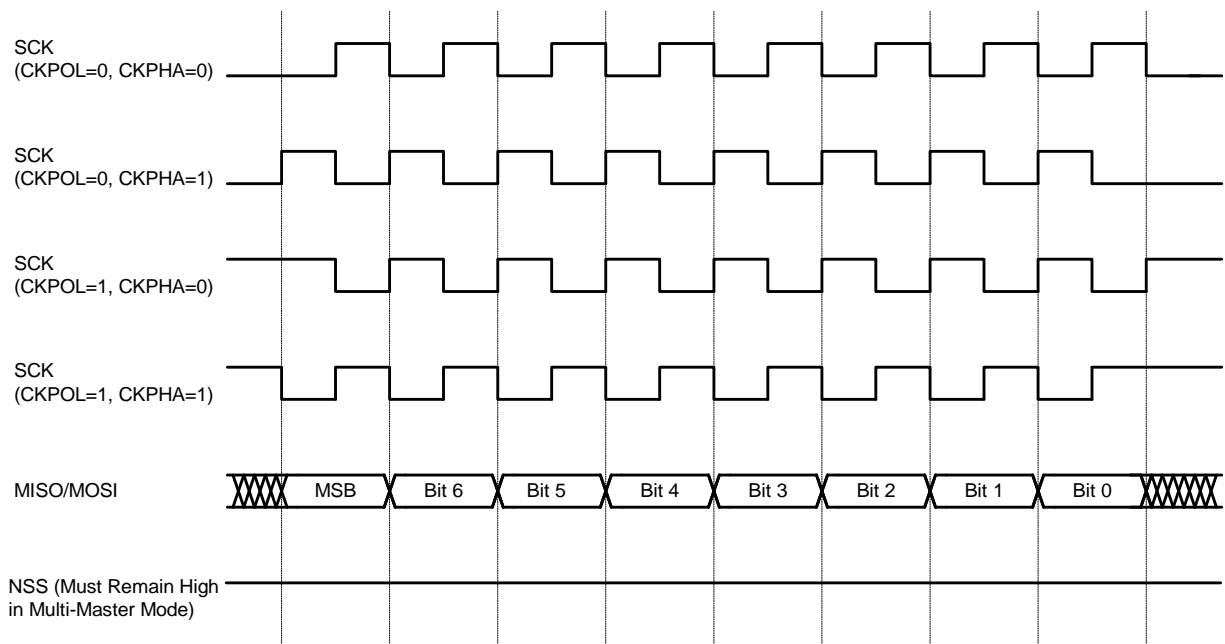 SCK
(CKPOL=0, CKPHA=0)
SCK
(CKPOL=0, CKPHA=1)
SCK
(CKPOL=1, CKPHA=0)
SCK
(CKPOL=1, CKPHA=1)
MISO/MOSI
MSB
Bit 6
Bit 5
Bit 4
Bit 3
Bit 2
Bit 1
Bit 0
NSS (Must Remain High
in Multi-Master Mode)